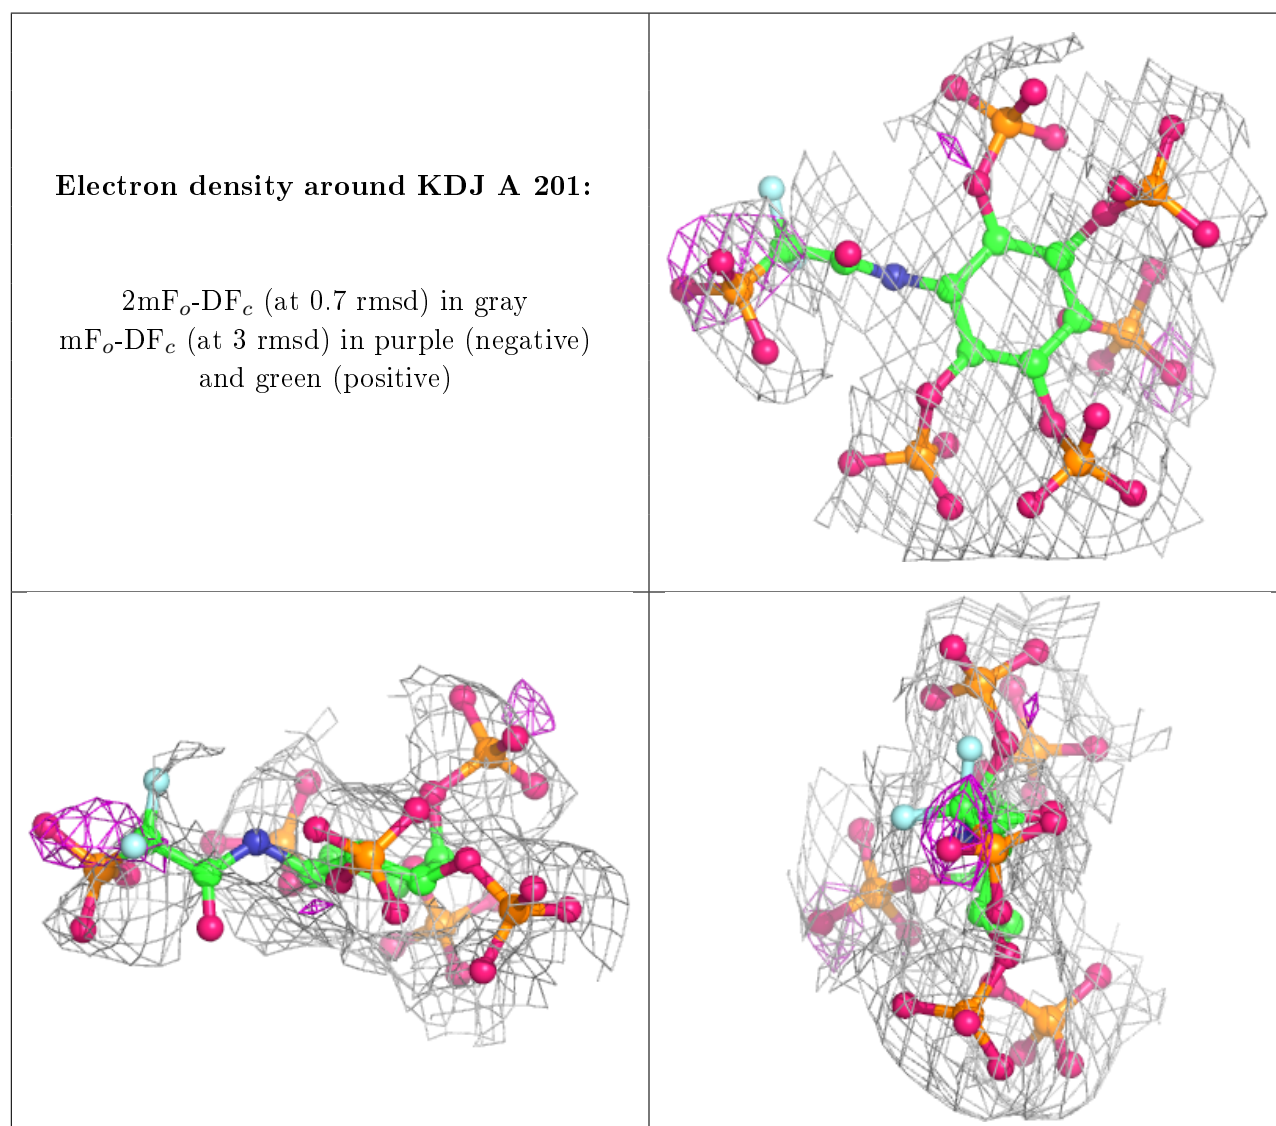 Electron density around KDJ A 201:
2mFo-DFc (at 0.7 rmsd) in gray
mFo-DFc (at 3 rmsd) in purple (negative)
and green (positive)